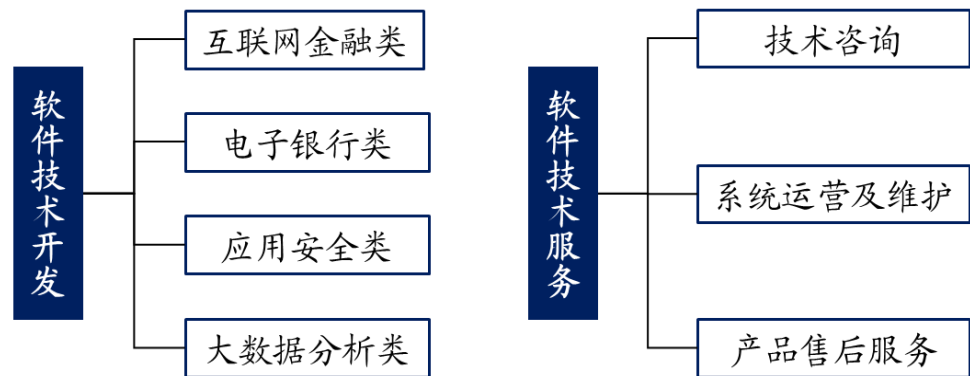 软件技术开发
互联网金融类
电子银行类
应用安全类
大数据分析类
软件技术服务
技术咨询
系统运营及维护
产品售后服务